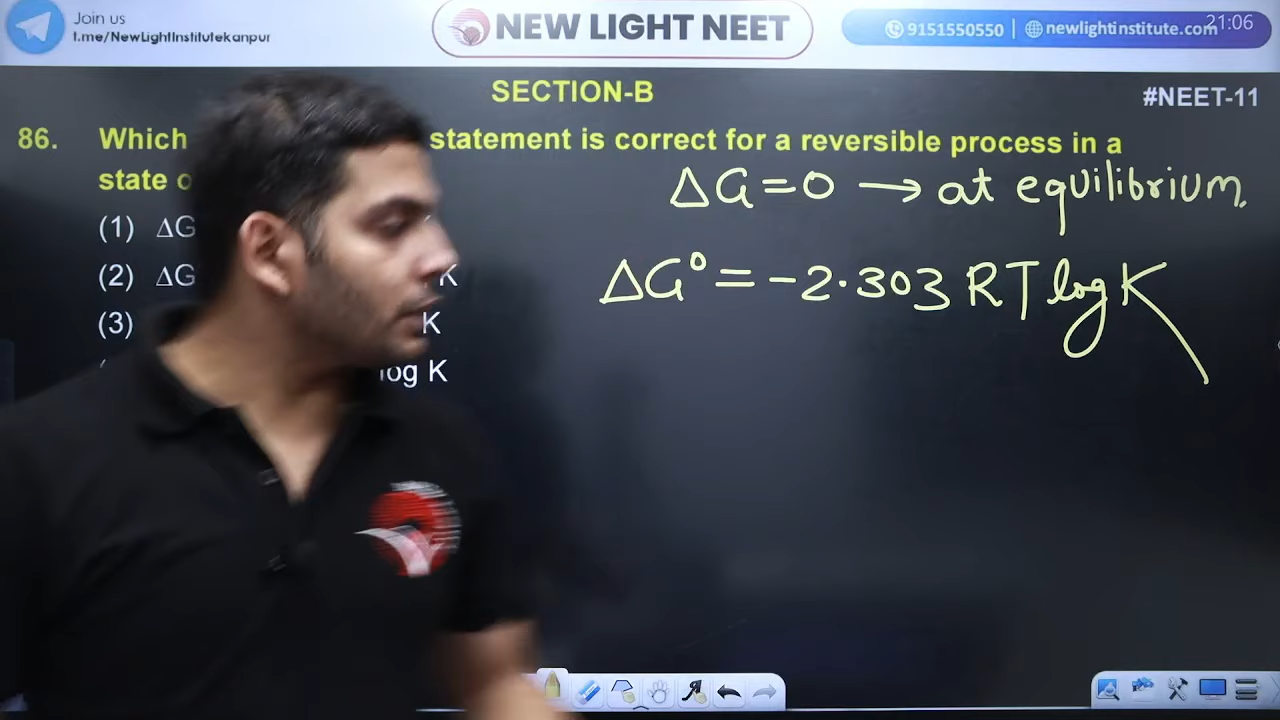 Join us
t.me/NewLightInstitutekanpur
NEW LIGHT NEET
9151550550 | newlightinstitute.com
21:06
SECTION-B
#NEET-11
86. Which statement is correct for a reversible process in a
state
ΔG = 0 → at equilibrium.
(1) ΔG
(2) ΔG K
ΔG° = -2.303 RT log K
(3) K
log K